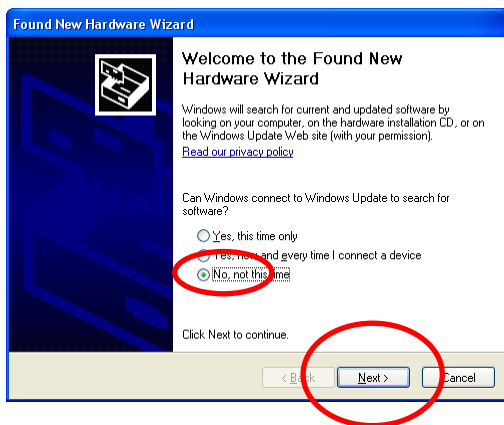 Found New Hardware Wizard
Welcome to the Found New
Hardware Wizard
Windows will search for current and updated software by
looking on your computer, on the hardware installation CD, or on
the Windows Update Web site (with your permission).
Read our privacy policy
Can Windows connect to Windows Update to search for
software?
Yes, this time only
Yes, now and every time I connect a device
No, not this time
Click Next to continue.
< Back
Next >
Cancel